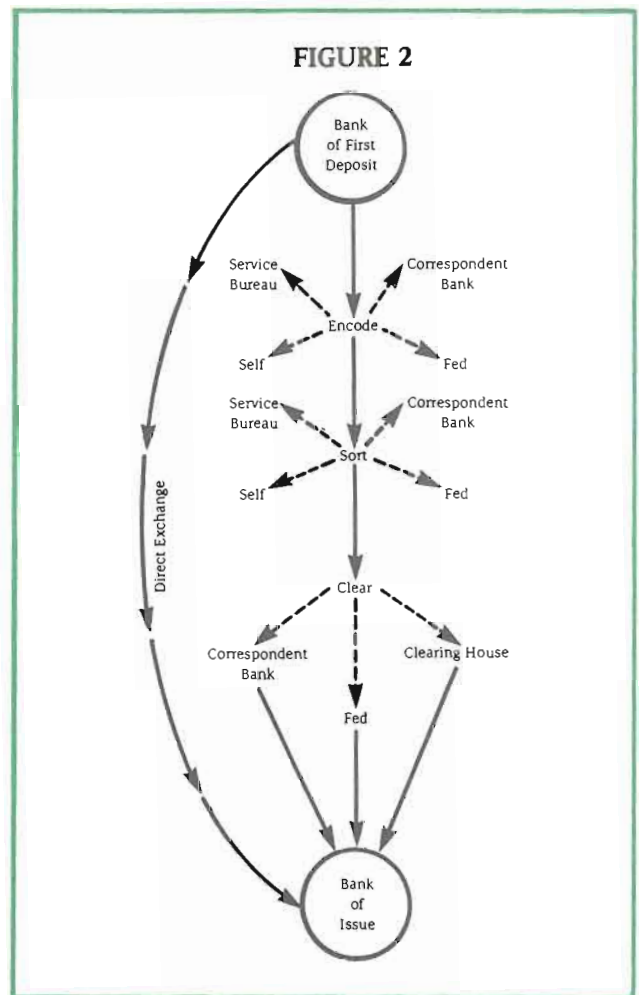 FIGURE 2
Bank
of First
Deposit
Service
Bureau
Correspondent
Bank
Encode
Self
Fed
Service
Bureau
Correspondent
Bank
Sort
Self
Fed
Direct Exchange
Clear
Correspondent
Bank
Clearing House
Fed
Bank
of
Issue